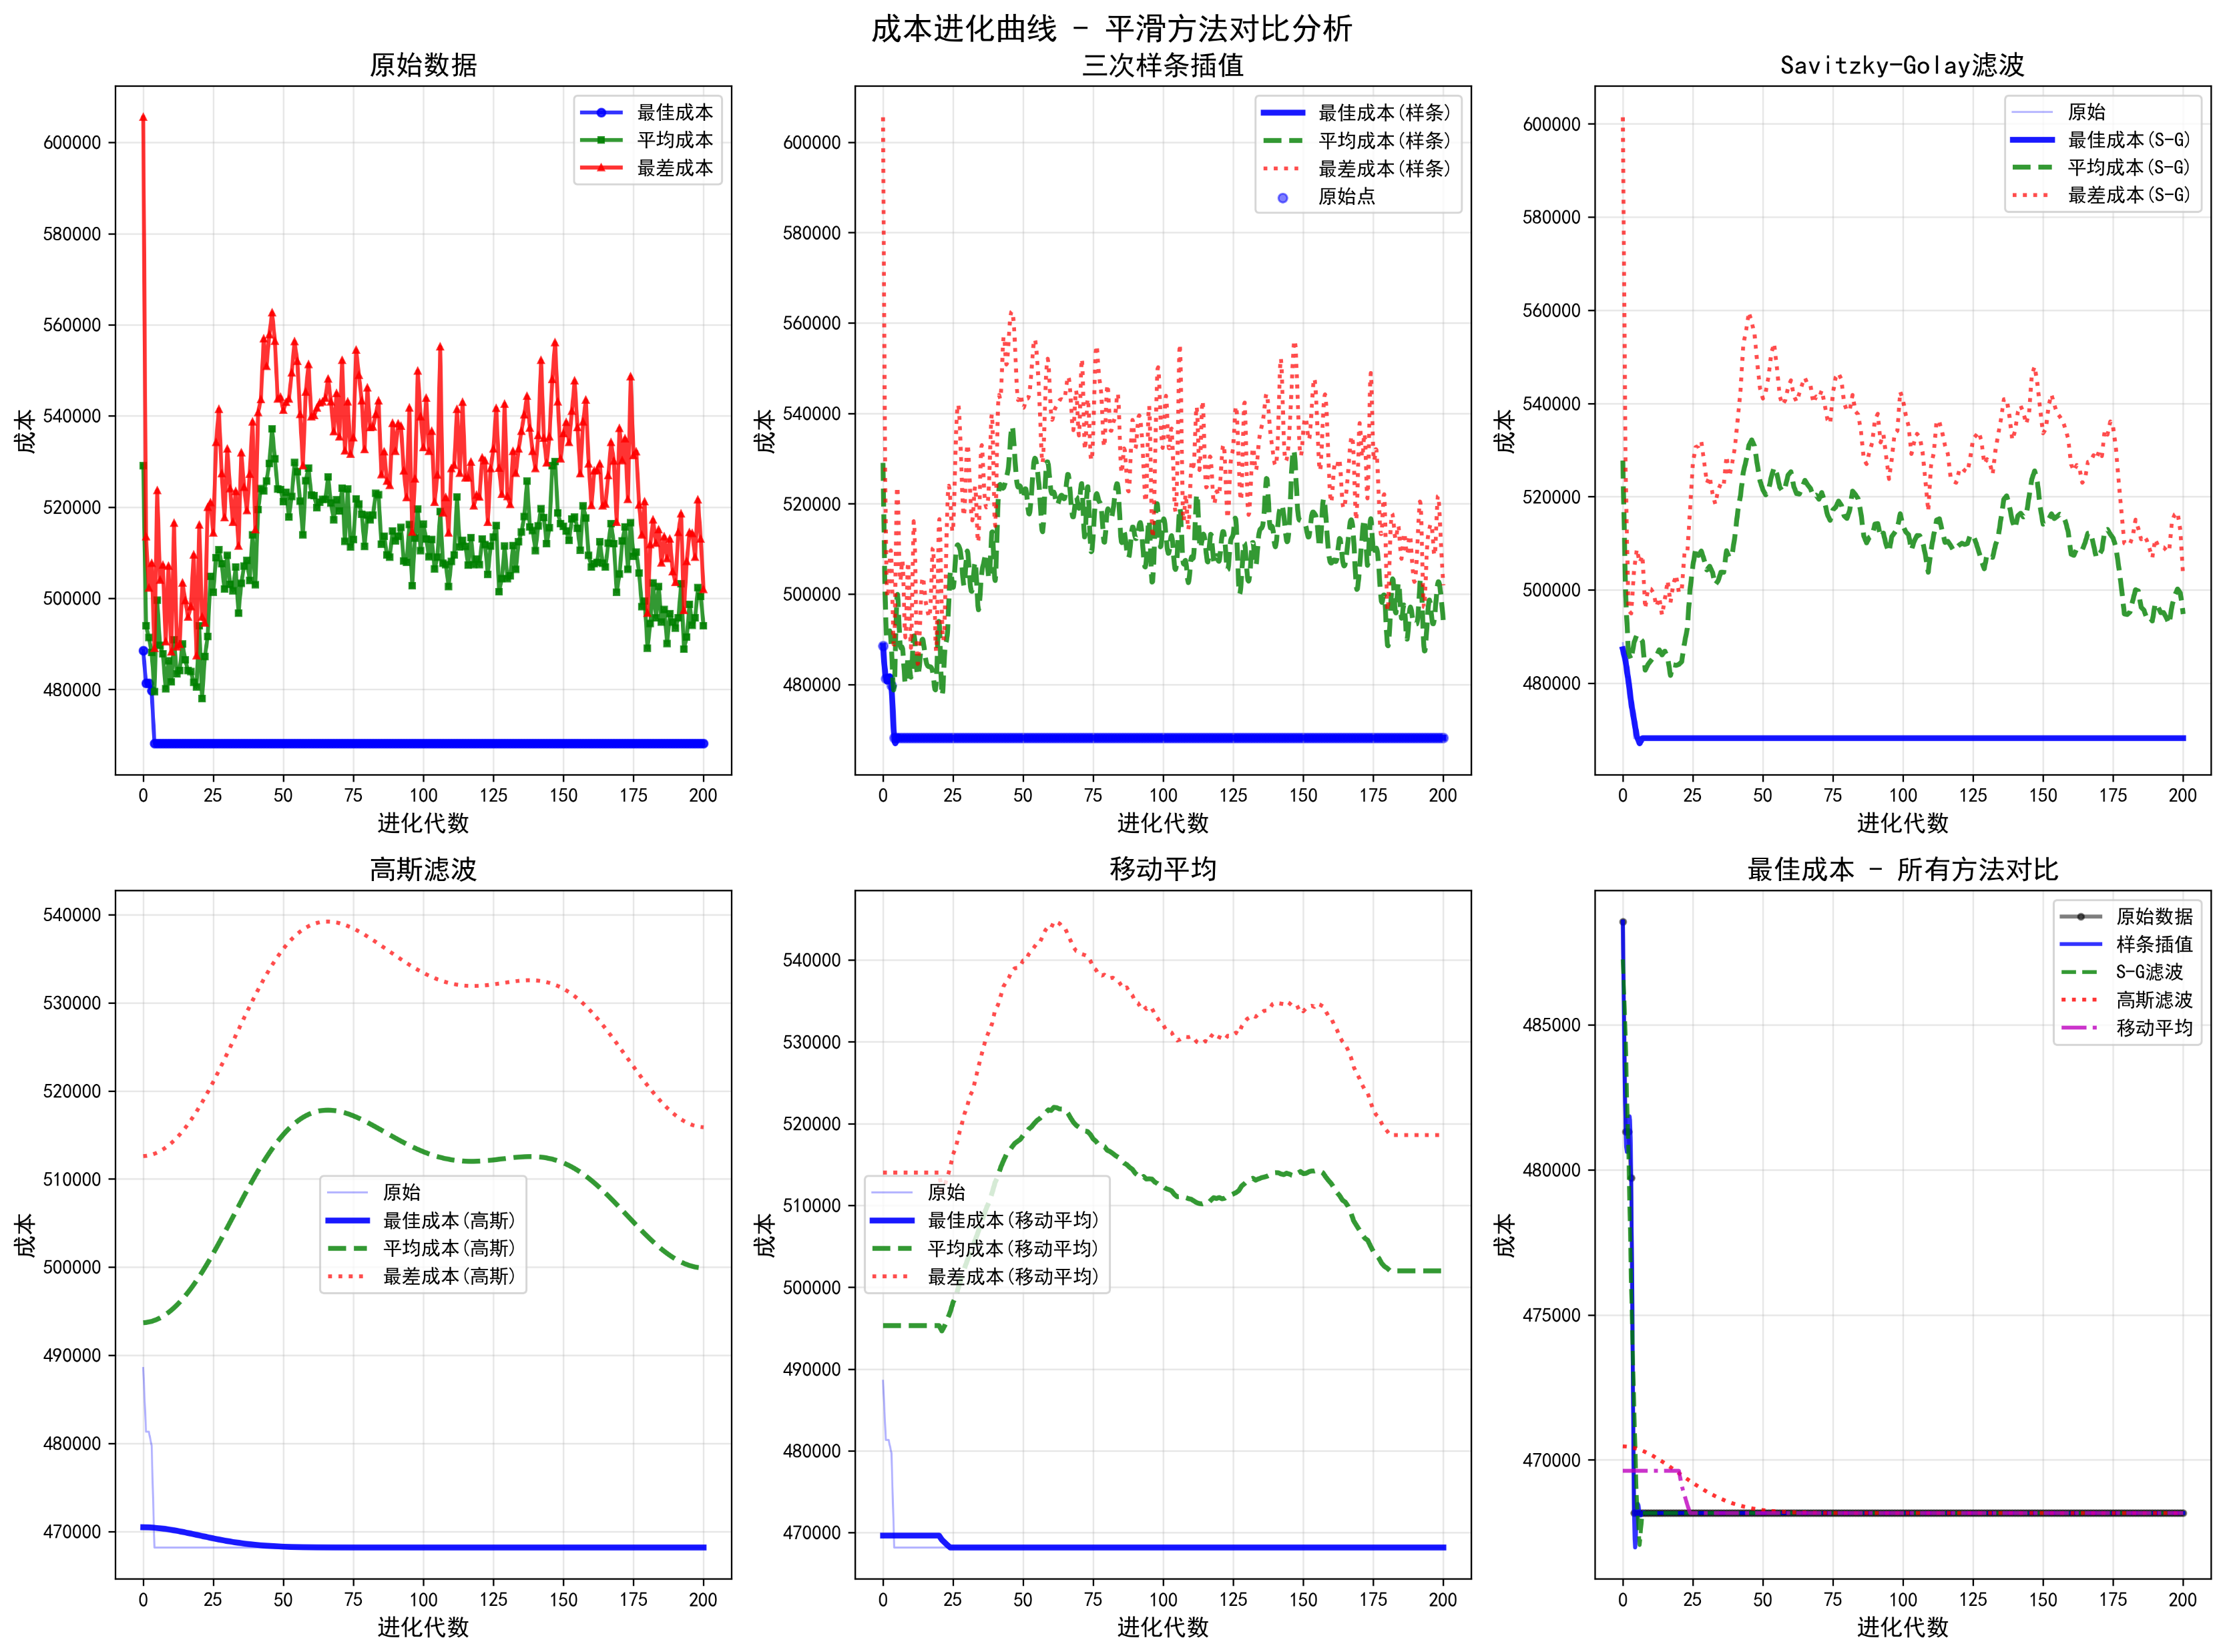 成本进化曲线 - 平滑方法对比分析
原始数据
成本
600000
580000
560000
540000
520000
500000
480000
最佳成本
平均成本
最差成本
0 25 50 75 100 125 150 175 200
进化代数
三次样条插值
成本
600000
580000
560000
540000
520000
500000
480000
最佳成本(样条)
平均成本(样条)
最差成本(样条)
原始点
0 25 50 75 100 125 150 175 200
进化代数
Savitzky-Golay滤波
成本
600000
580000
560000
540000
520000
500000
480000
原始
最佳成本(S-G)
平均成本(S-G)
最差成本(S-G)
0 25 50 75 100 125 150 175 200
进化代数
高斯滤波
成本
540000
530000
520000
510000
500000
490000
480000
470000
原始
最佳成本(高斯)
平均成本(高斯)
最差成本(高斯)
0 25 50 75 100 125 150 175 200
进化代数
移动平均
成本
540000
530000
520000
510000
500000
490000
480000
470000
原始
最佳成本(移动平均)
平均成本(移动平均)
最差成本(移动平均)
0 25 50 75 100 125 150 175 200
进化代数
最佳成本 - 所有方法对比
成本
485000
480000
475000
470000
原始数据
样条插值
S-G滤波
高斯滤波
移动平均
0 25 50 75 100 125 150 175 200
进化代数